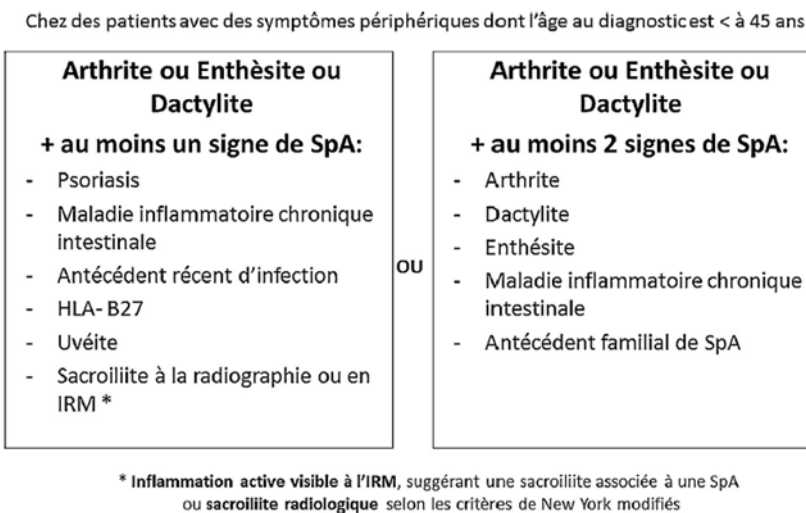 Chez des patients avec des symptômes périphériques dont l'âge au diagnostic est < à 45 ans
Arthrite ou Enthèsite ou
Dactylite
+ au moins un signe de SpA:
- Psoriasis
- Maladie inflammatoire chronique
intestinale
- Antécédent récent d'infection
- HLA- B27
- Uvéite
- Sacroiliite à la radiographie ou en
IRM *
OU
Arthrite ou Enthèsite ou
Dactylite
+ au moins 2 signes de SpA:
- Arthrite
- Dactylite
- Enthésite
- Maladie inflammatoire chronique
intestinale
- Antécédent familial de SpA
* Inflammation active visible à l'IRM, suggérant une sacroiliite associée à une SpA
ou sacroiliite radiologique selon les critères de New York modifiés